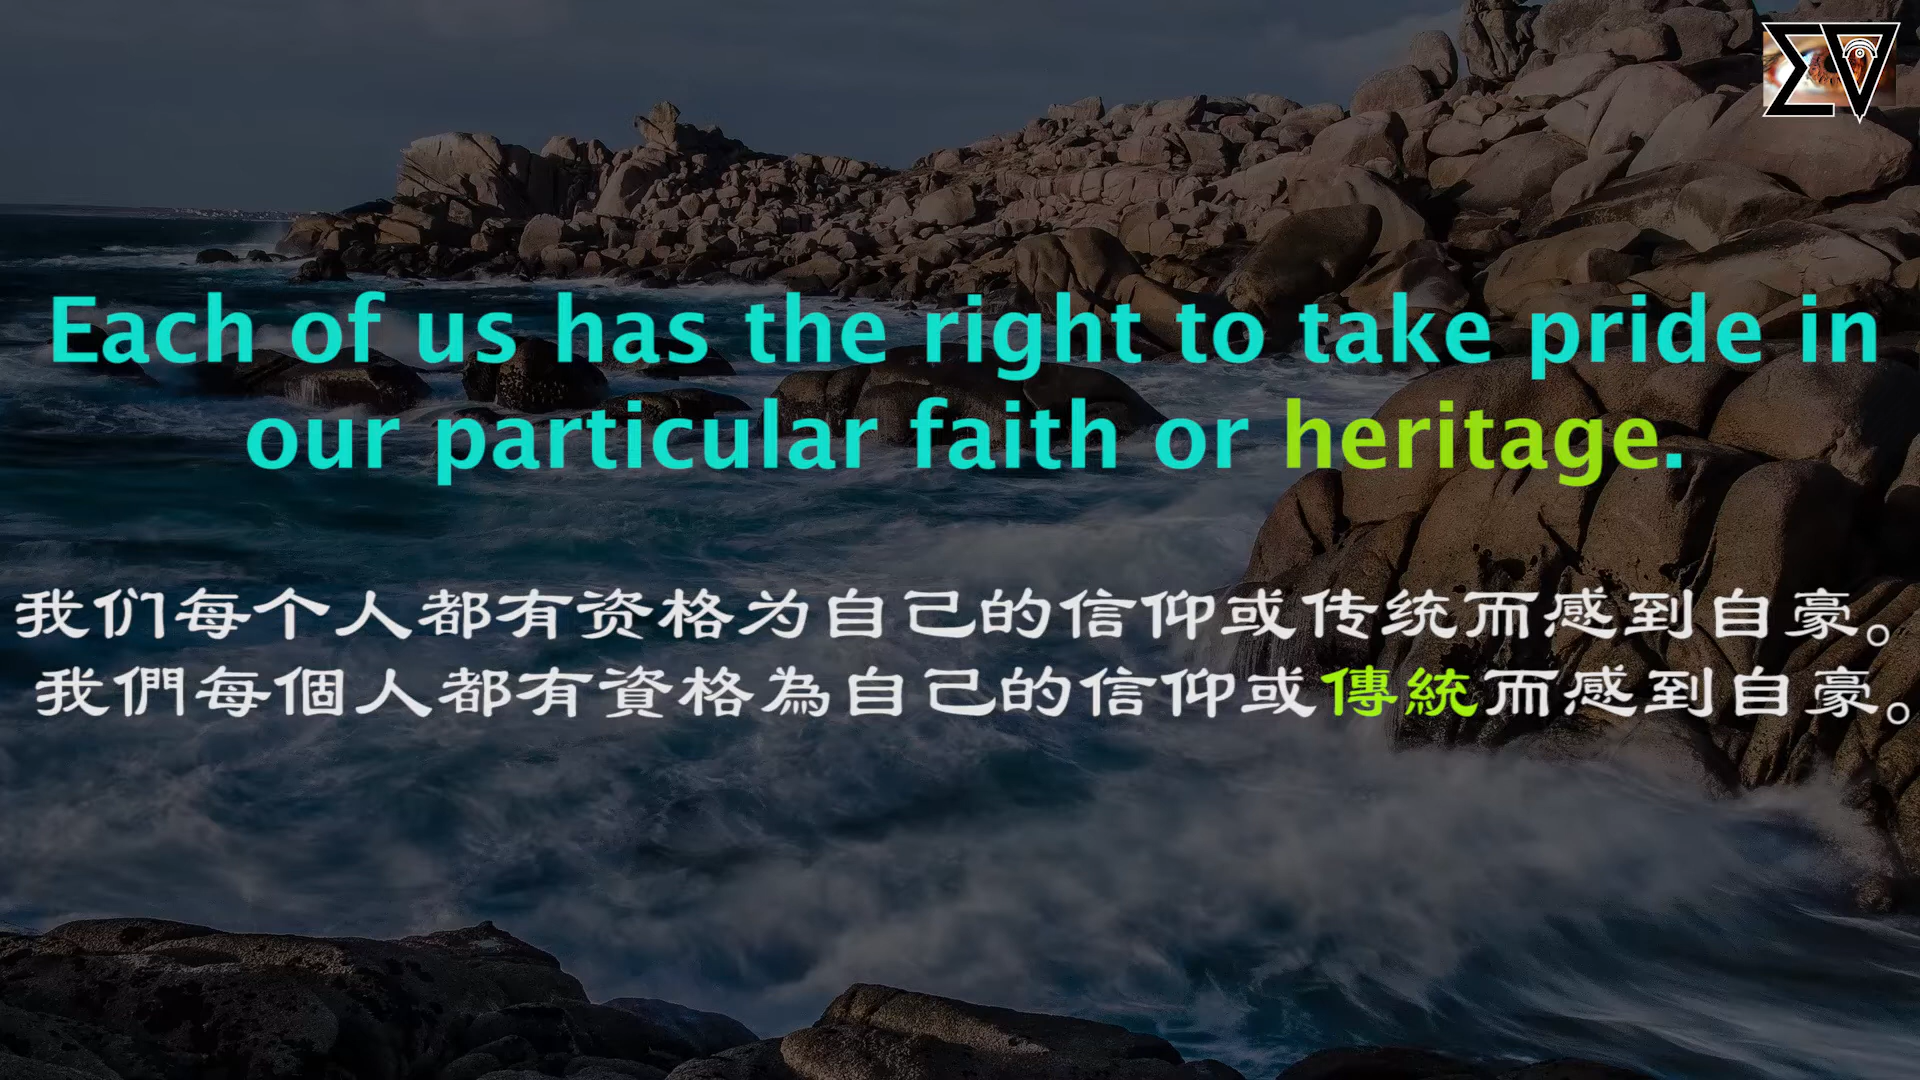 Each of us has the right to take pride in
our particular faith or heritage.
我们每个人都有资格为自己的信仰或传统而感到自豪。
我們每個人都有資格為自己的信仰或傳統而感到自豪。